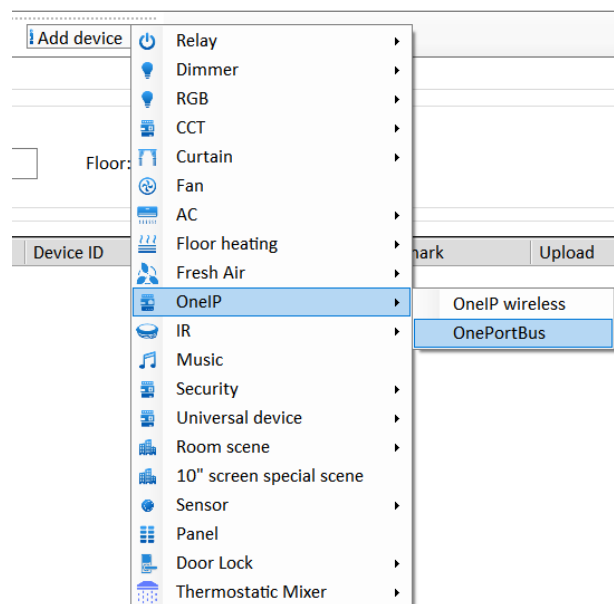 Add device
Relay
Dimmer
RGB
CCT
Floor:
Curtain
Fan
AC
Device ID
Floor heating
Upload
Fresh Air
OneIP
OneIP wireless
IR
OnePortBus
Music
Security
Universal device
Room scene
10" screen special scene
Sensor
Panel
Door Lock
Thermostatic Mixer